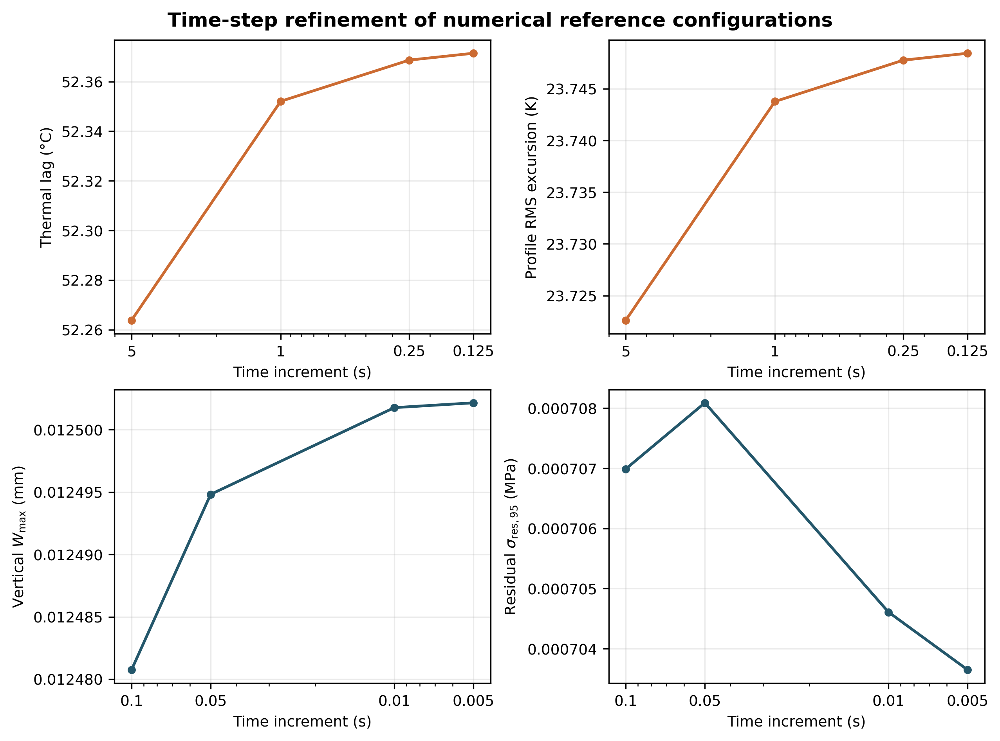 Time-step refinement of numerical reference configurations
Thermal lag (°C)
52.36
52.34
52.32
52.30
52.28
52.26
5 1 0.25 0.125
Time increment (s)
Profile RMS excursion (K)
23.745
23.740
23.735
23.730
23.725
5 1 0.25 0.125
Time increment (s)
Vertical W_max (mm)
0.012500
0.012495
0.012490
0.012485
0.012480
0.1 0.05 0.01 0.005
Time increment (s)
Residual σ_res,95 (MPa)
0.000708
0.000707
0.000706
0.000705
0.000704
0.1 0.05 0.01 0.005
Time increment (s)